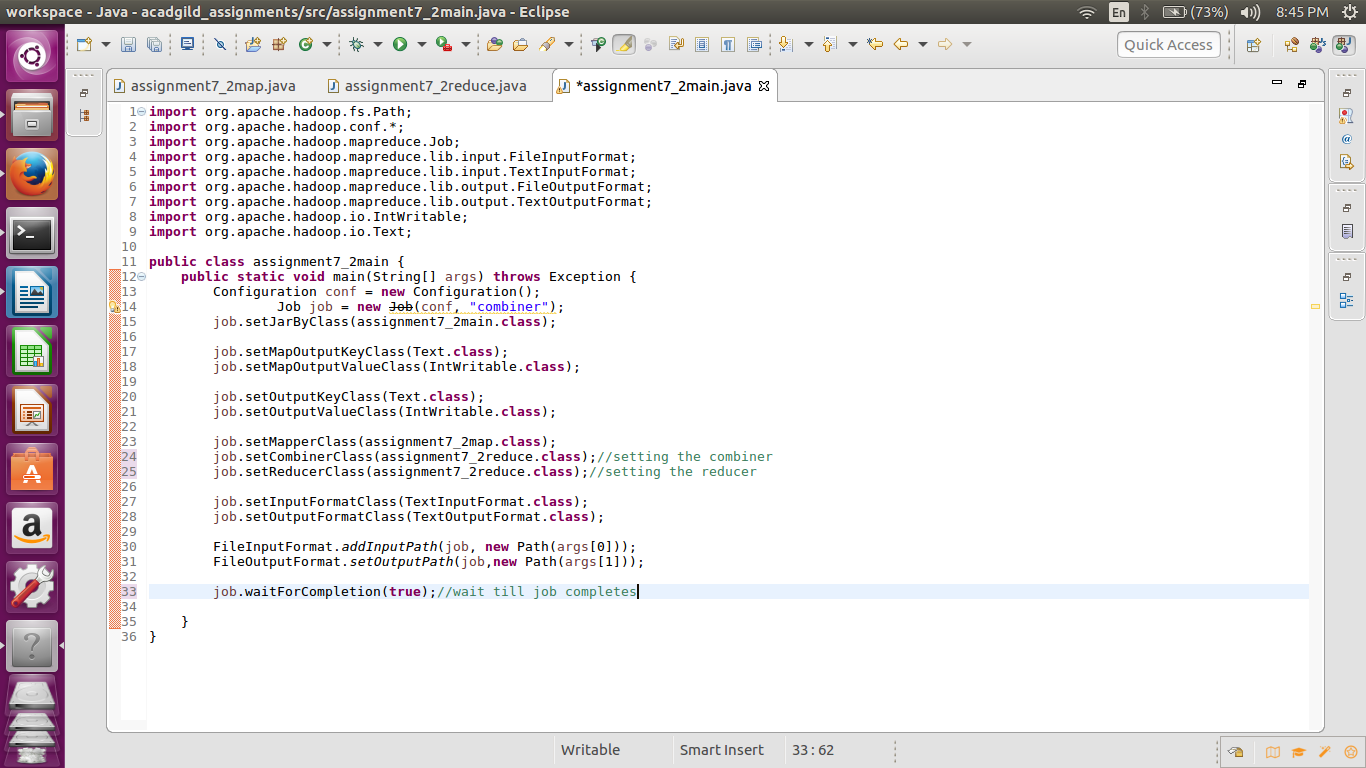 workspace - Java - acadgild_assignments/src/assignment7_2main.java - Eclipse
En
(73%)
8:45 PM
Quick Access
assignment7_2map.java
assignment7_2reduce.java
*assignment7_2main.java
1 import org.apache.hadoop.fs.Path;
2 import org.apache.hadoop.conf.*;
3 import org.apache.hadoop.mapreduce.Job;
4 import org.apache.hadoop.mapreduce.lib.input.FileInputFormat;
5 import org.apache.hadoop.mapreduce.lib.input.TextInputFormat;
6 import org.apache.hadoop.mapreduce.lib.output.FileOutputFormat;
7 import org.apache.hadoop.mapreduce.lib.output.TextOutputFormat;
8 import org.apache.hadoop.io.IntWritable;
9 import org.apache.hadoop.io.Text;
10
11 public class assignment7_2main {
12     public static void main(String[] args) throws Exception {
13         Configuration conf = new Configuration();
14                 Job job = new Job(conf, "combiner");
15         job.setJarByClass(assignment7_2main.class);
16
17         job.setMapOutputKeyClass(Text.class);
18         job.setMapOutputValueClass(IntWritable.class);
19
20         job.setOutputKeyClass(Text.class);
21         job.setOutputValueClass(IntWritable.class);
22
23         job.setMapperClass(assignment7_2map.class);
24         job.setCombinerClass(assignment7_2reduce.class);//setting the combiner
25         job.setReducerClass(assignment7_2reduce.class);//setting the reducer
26
27         job.setInputFormatClass(TextInputFormat.class);
28         job.setOutputFormatClass(TextOutputFormat.class);
29
30         FileInputFormat.addInputPath(job, new Path(args[0]));
31         FileOutputFormat.setOutputPath(job,new Path(args[1]));
32
33         job.waitForCompletion(true);//wait till job completes
34
35     }
36 }
Writable
Smart Insert
33 : 62